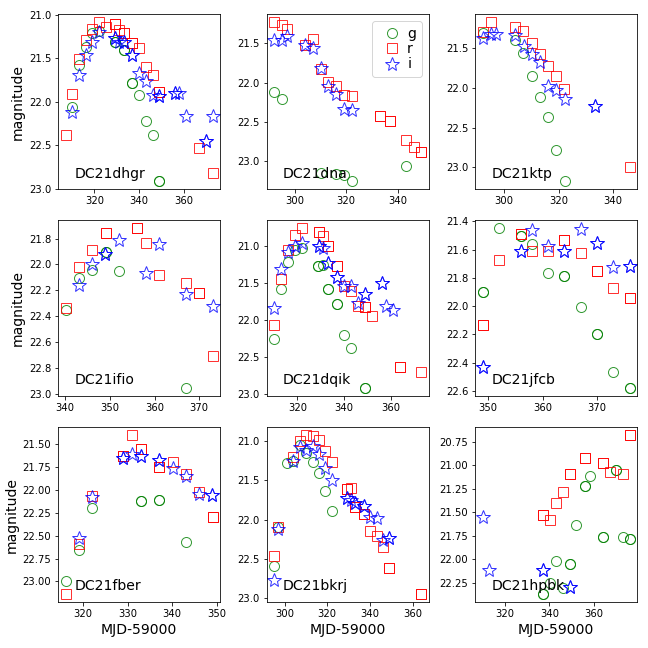 21.0
21.5
22.0
22.5
23.0
magnitude
320 340 360
DC21dhgr
21.5
22.0
22.5
23.0
300 320 340
DC21dna
g
r
i
21.5
22.0
22.5
23.0
300 320 340
DC21ktp
21.8
22.0
22.2
22.4
22.6
22.8
23.0
magnitude
340 350 360 370
DC21ifio
21.0
21.5
22.0
22.5
23.0
320 340 360
DC21dqik
21.4
21.6
21.8
22.0
22.2
22.4
22.6
350 360 370
DC21jfcb
21.50
21.75
22.00
22.25
22.50
22.75
23.00
magnitude
320 330 340 350
DC21fber
MJD-59000
21.0
21.5
22.0
22.5
23.0
300 320 340 360
DC21bkrj
MJD-59000
20.75
21.00
21.25
21.50
21.75
22.00
22.25
320 340 360
DC21hpbk
MJD-59000